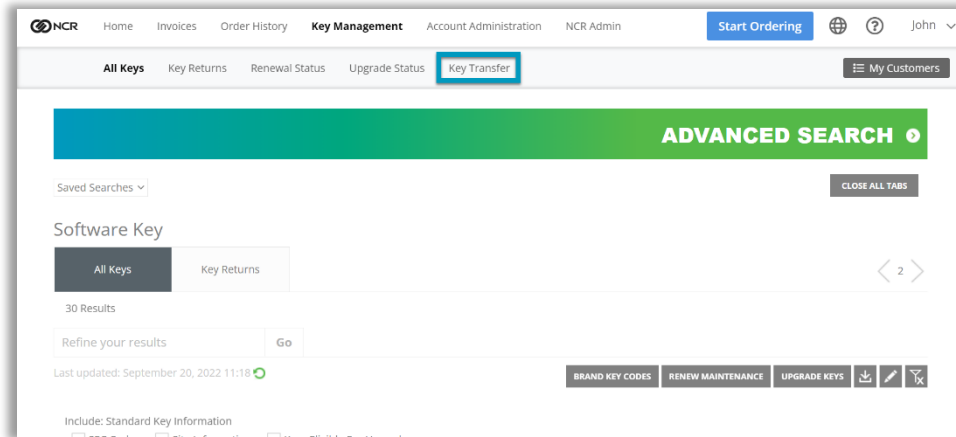 NCR Home Invoices Order History Key Management Account Administration NCR Admin Start Ordering John
All Keys Key Returns Renewal Status Upgrade Status Key Transfer My Customers
ADVANCED SEARCH
Saved Searches CLOSE ALL TABS
Software Key
All Keys Key Returns 2
30 Results
Refine your results Go
Last updated: September 20, 2022 11:18 BRAND KEY CODES RENEW MAINTENANCE UPGRADE KEYS
Include: Standard Key Information